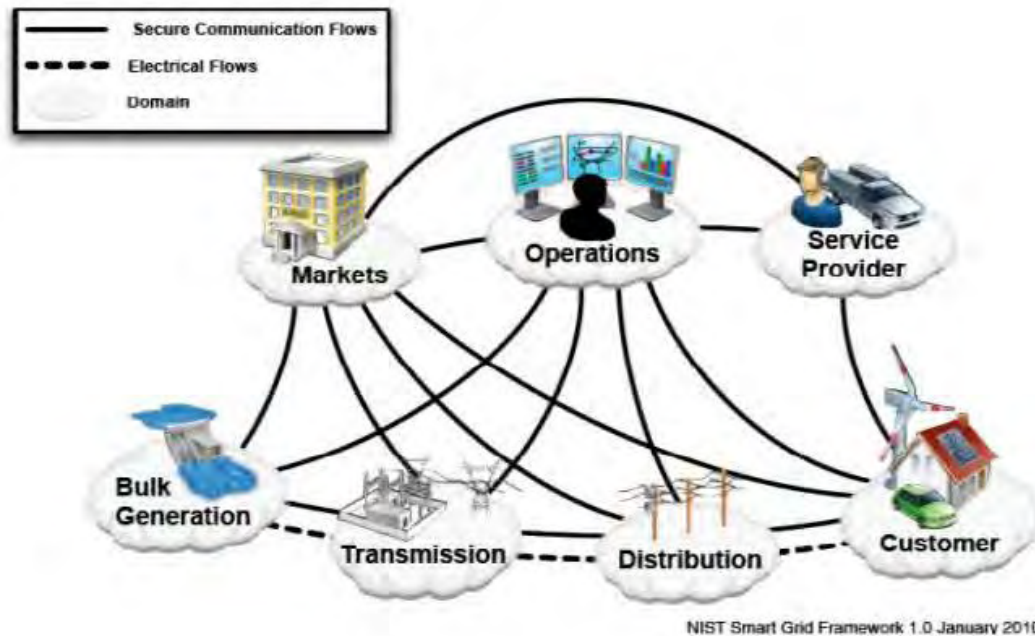 Secure Communication Flows
Electrical Flows
Domain
Markets
Operations
Service
Provider
Bulk
Generation
Transmission
Distribution
Customer
NIST Smart Grid Framework 1.0 January 2010